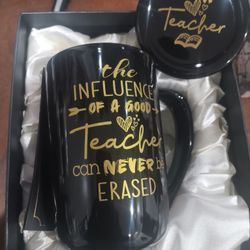 Teacher
the
INFLUENCE
OF A GOOD
Teacher
can NEVER be
ERASED